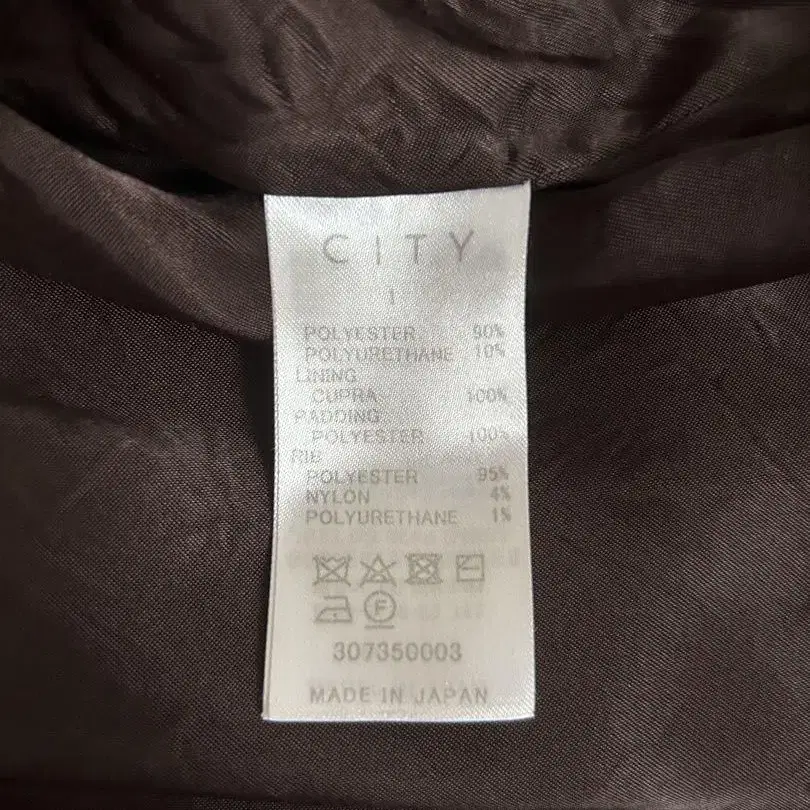 CITY
1
POLYESTER 90%
POLYURETHANE 10%
LINING
CUPRA 100%
PADDING
POLYESTER 100%
RIB
POLYESTER 95%
NYLON 4%
POLYURETHANE 1%
F
307350003
MADE IN JAPAN